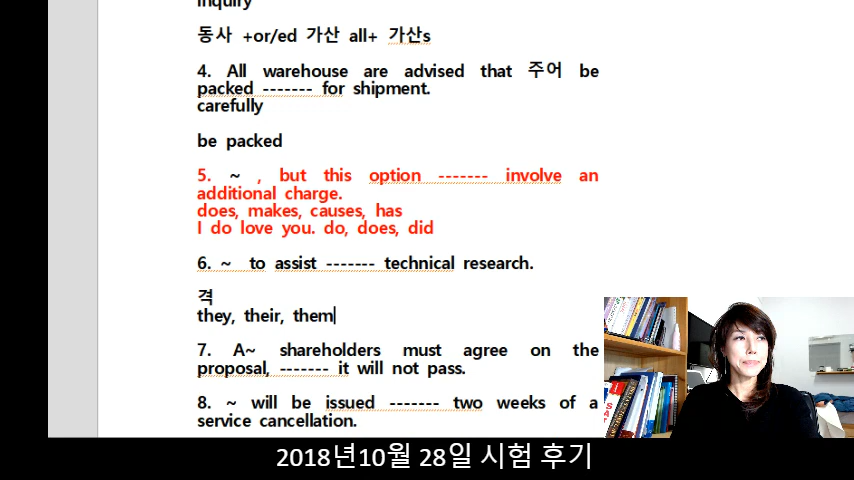 inquiry
동사 +or/ed 가산 all+ 가산s
4. All warehouse are advised that 주어 be
packed ------- for shipment.
carefully
be packed
5. ~ , but this option ------- involve an
additional charge.
does, makes, causes, has
I do love you. do, does, did
6. ~ to assist ------- technical research.
격
they, their, them
7. A~ shareholders must agree on the
proposal, ------- it will not pass.
8. ~ will be issued ------- two weeks of a
service cancellation.
2018년10월 28일 시험 후기